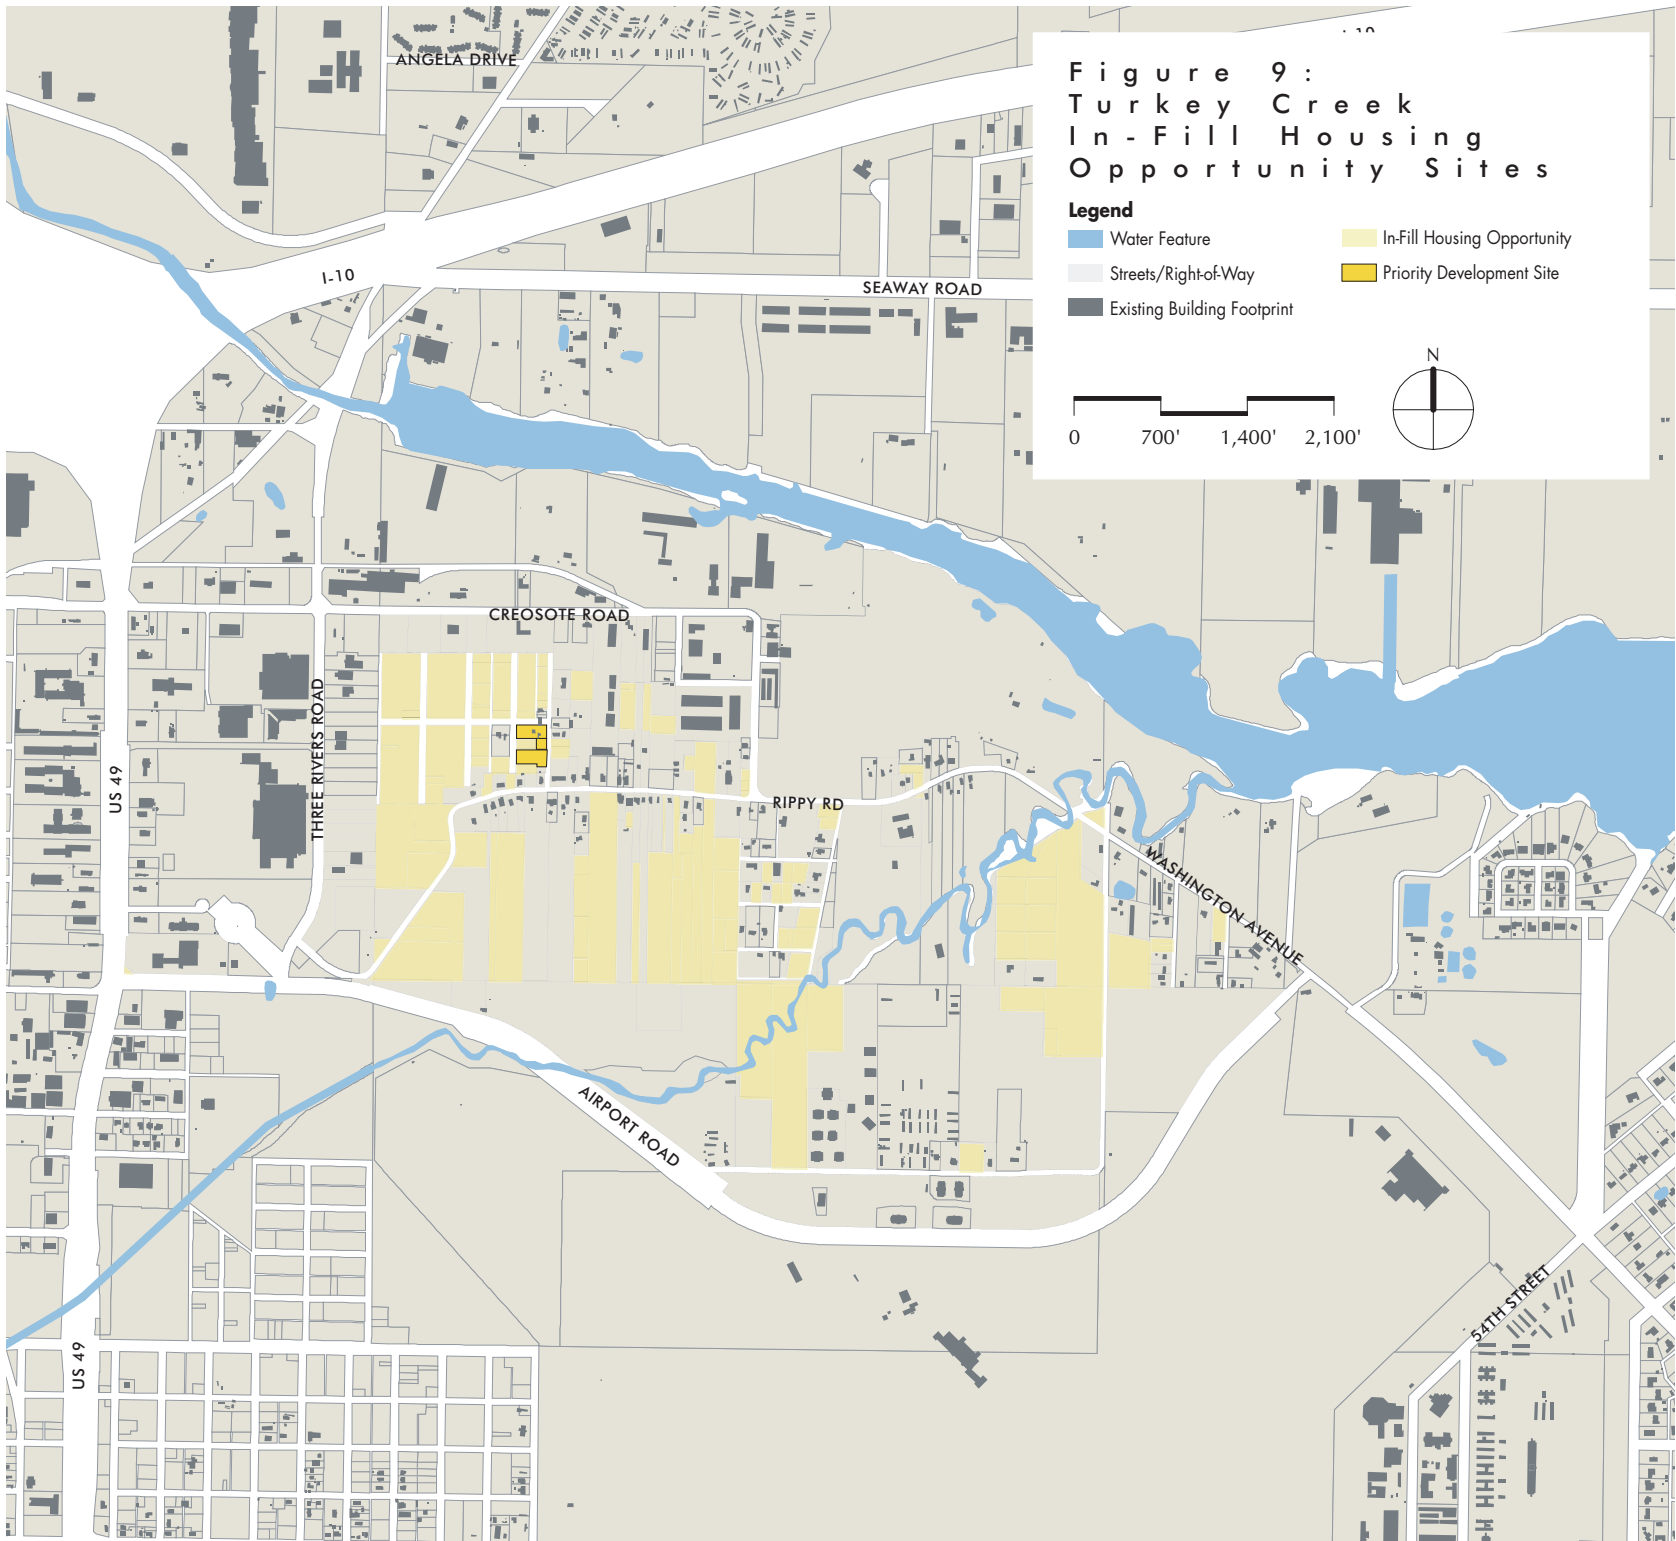 I-10
ANGELA DRIVE
Figure 9:
Turkey Creek
In-Fill Housing
Opportunity Sites
Legend
Water Feature
Streets/Right-of-Way
Existing Building Footprint
In-Fill Housing Opportunity
Priority Development Site
N
0 700' 1,400' 2,100'
I-10
SEAWAY ROAD
CREOSOTE ROAD
THREE RIVERS ROAD
US 49
RIPPY RD
WASHINGTON AVENUE
AIRPORT ROAD
54TH STREET
US 49